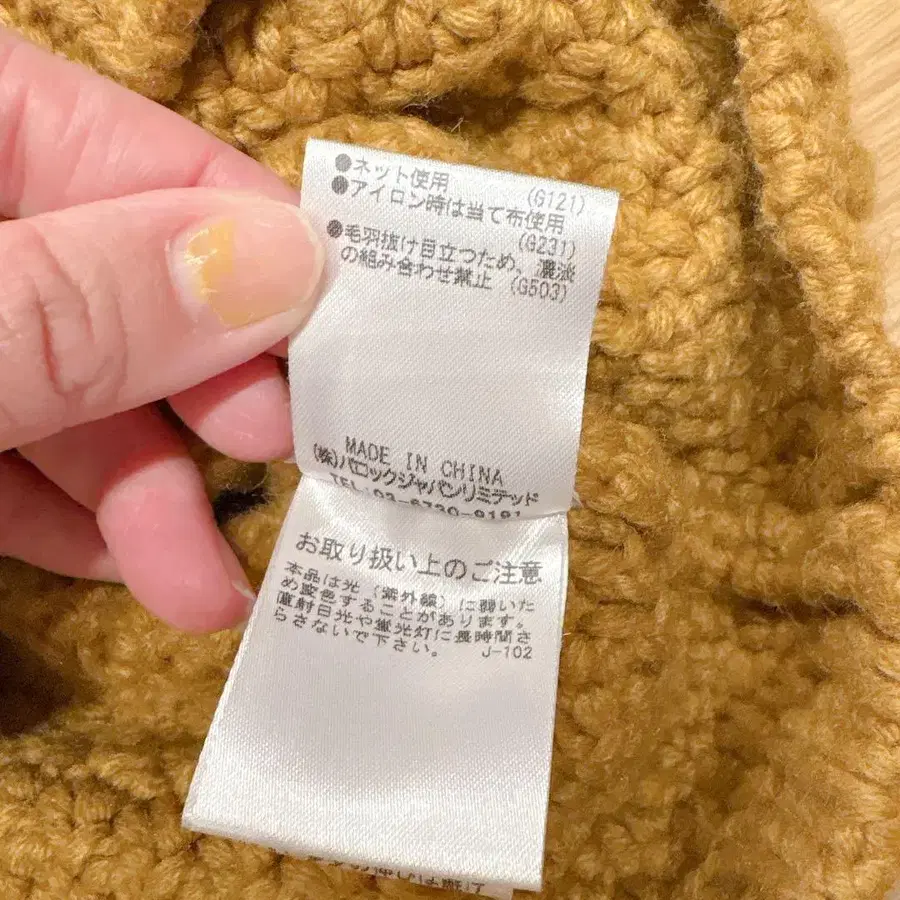 ●ネット使用 (G121)
●アイロン時は当て布使用
(G231)
●毛羽抜け目立つため、濃淡
の組み合わせ禁止 (G503)
MADE IN CHINA
(株)バロックジャパンリミテッド
TEL:03-6730-9191
お取り扱い上のご注意
本品は光(紫外線)に弱いた
め変色することがあります。
直射日光や蛍光灯に長時間さ
らさないで下さい。 J-102